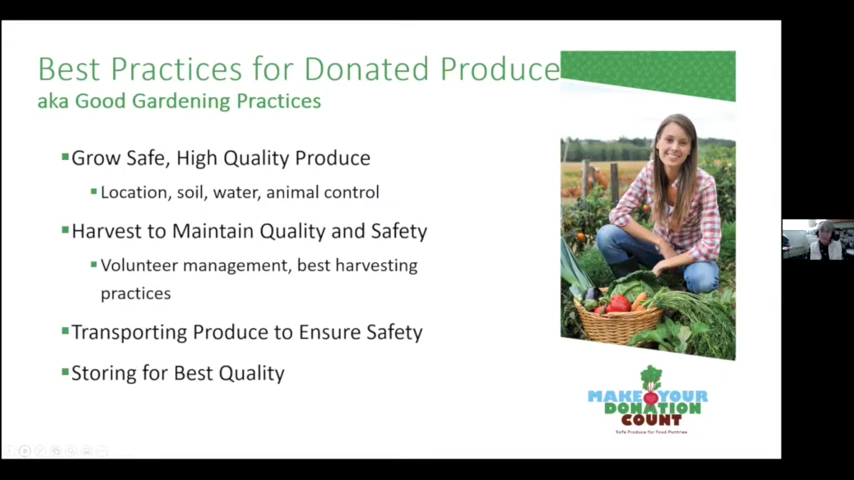 Best Practices for Donated Produce
aka Good Gardening Practices
Grow Safe, High Quality Produce
Location, soil, water, animal control
Harvest to Maintain Quality and Safety
Volunteer management, best harvesting
practices
Transporting Produce to Ensure Safety
Storing for Best Quality
MAKE YOUR
DONATION
COUNT
Safe Produce for Food Pantries